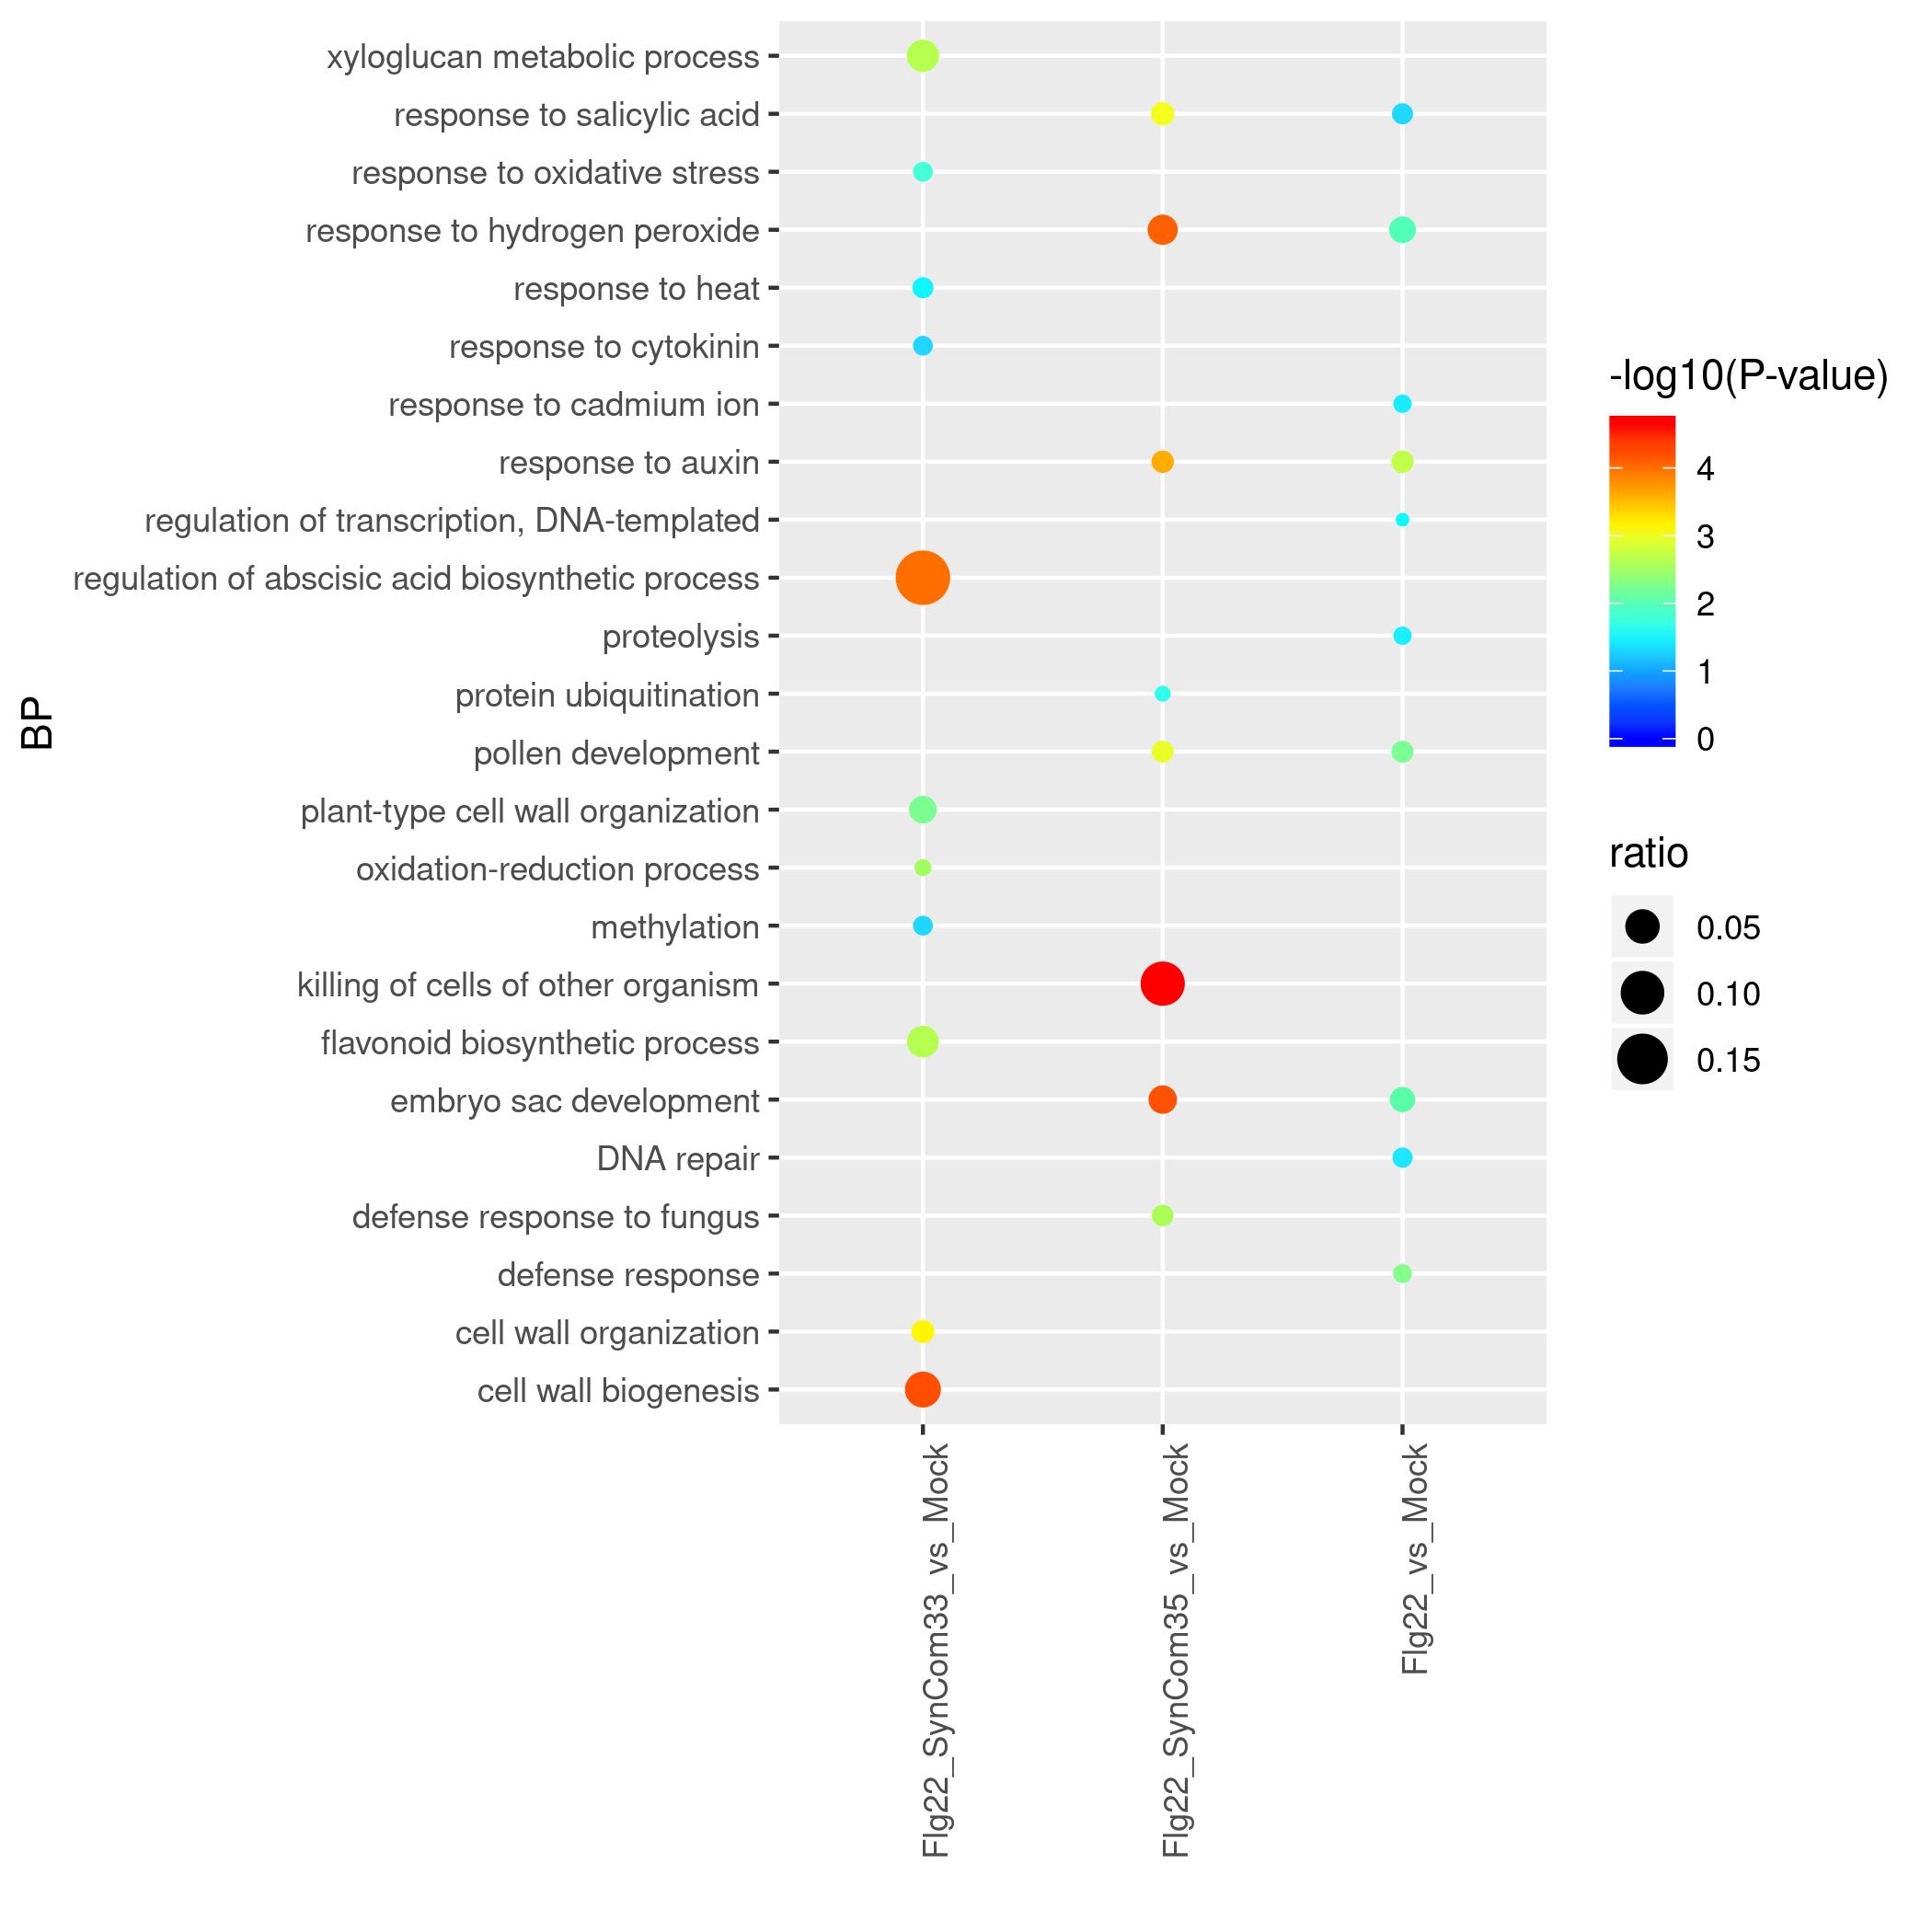 xyloglucan metabolic process
response to salicylic acid
response to oxidative stress
response to hydrogen peroxide
response to heat
response to cytokinin
response to cadmium ion
response to auxin
regulation of transcription, DNA-templated
regulation of abscisic acid biosynthetic process
proteolysis
protein ubiquitination
pollen development
plant-type cell wall organization
oxidation-reduction process
methylation
killing of cells of other organism
flavonoid biosynthetic process
embryo sac development
DNA repair
defense response to fungus
defense response
cell wall organization
cell wall biogenesis
BP
Flg22_SynCom33_vs_Mock
Flg22_SynCom35_vs_Mock
Flg22_vs_Mock
-log10(P-value)
4
3
2
1
0
ratio
0.05
0.10
0.15